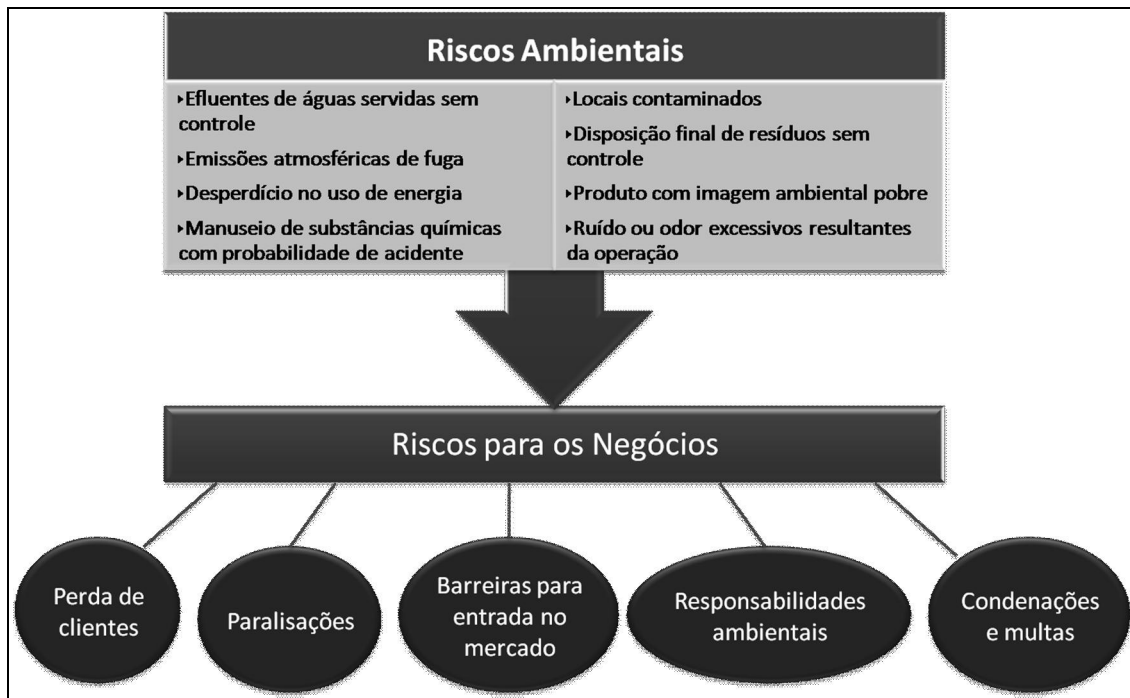 Riscos Ambientais
▸Efluentes de águas servidas sem
controle
▸Emissões atmosféricas de fuga
▸Desperdício no uso de energia
▸Manuseio de substâncias químicas
com probabilidade de acidente
▸Locais contaminados
▸Disposição final de resíduos sem
controle
▸Produto com imagem ambiental pobre
▸Ruído ou odor excessivos resultantes
da operação
Riscos para os Negócios
Perda de
clientes
Paralisações
Barreiras para
entrada no
mercado
Responsabilidades
ambientais
Condenações
e multas